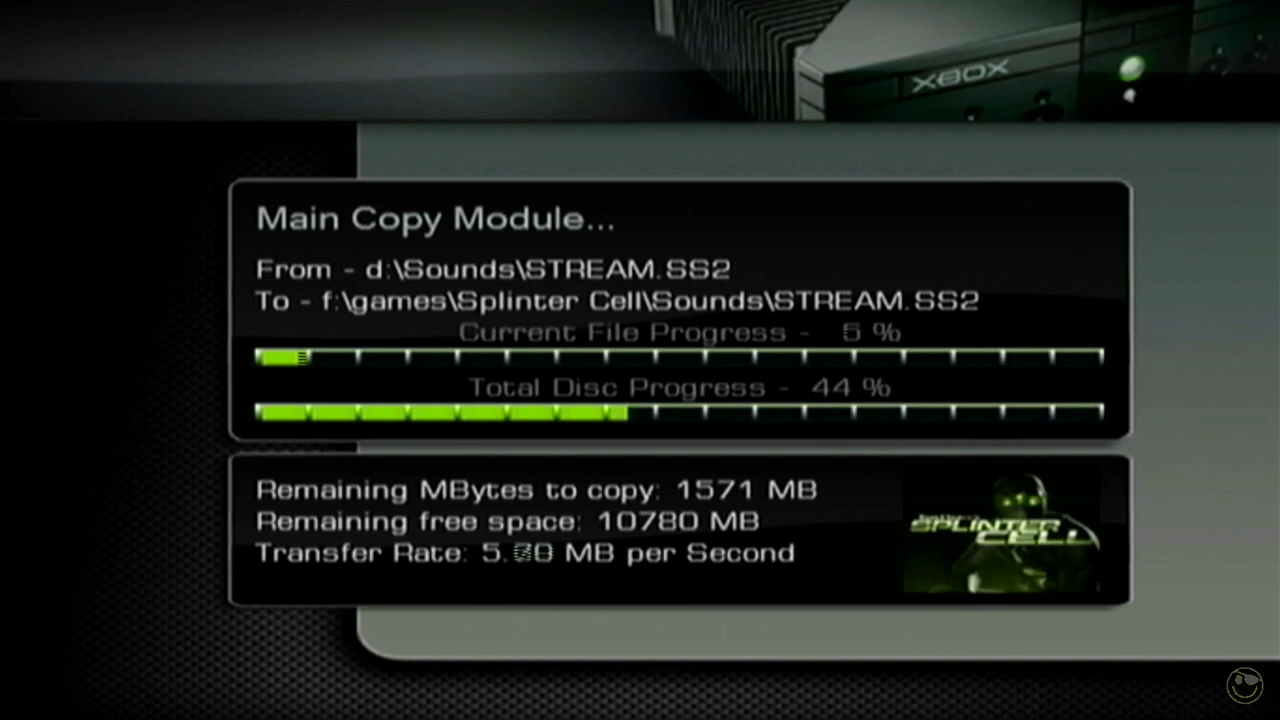 XBOX
Main Copy Module...
From - d:\Sounds\STREAM.SS2
To - f:\games\Splinter Cell\Sounds\STREAM.SS2
Current File Progress - 5 %
Total Disc Progress - 44 %
Remaining MBytes to copy: 1571 MB
Remaining free space: 10780 MB
Transfer Rate: MB per Second
SPLINTER
CELL